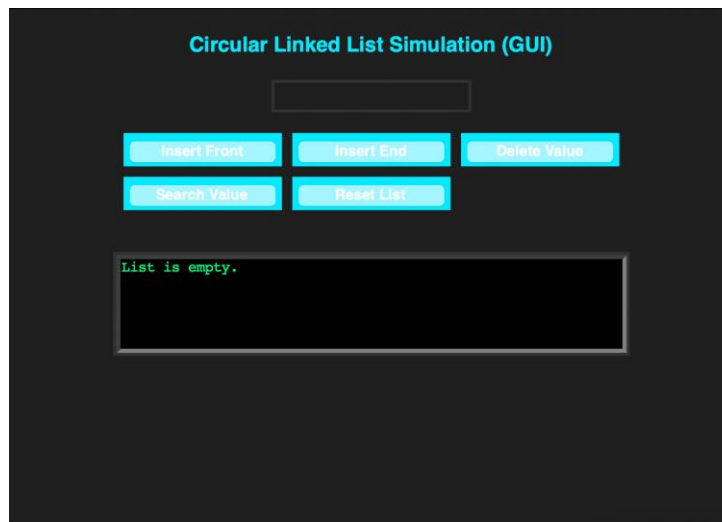 Circular Linked List Simulation (GUI)
Insert Front Insert End Delete Value
Search Value Reset List
List is empty.